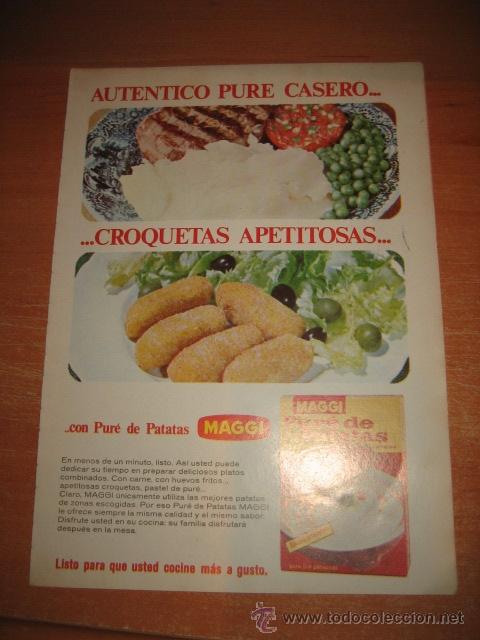 AUTENTICO PURE CASERO...
...CROQUETAS APETITOSAS...
..con Puré de Patatas MAGGI
En menos de un minuto, listo. Así usted puede
dedicar su tiempo en preparar deliciosos platos
combinados. Con carne, con huevos fritos...
apetitosas croquetas, pastel de puré...
Claro, MAGGI únicamente utiliza las mejores patatas
de zonas escogidas. Por eso Puré de Patatas MAGGI
le ofrece siempre la misma calidad y el mismo sabor.
Disfrute usted en su cocina: su familia disfrutará
después en la mesa.
Listo para que usted cocine más a gusto.
MAGGI
Puré de
Patatas
www.todocoleccion.net